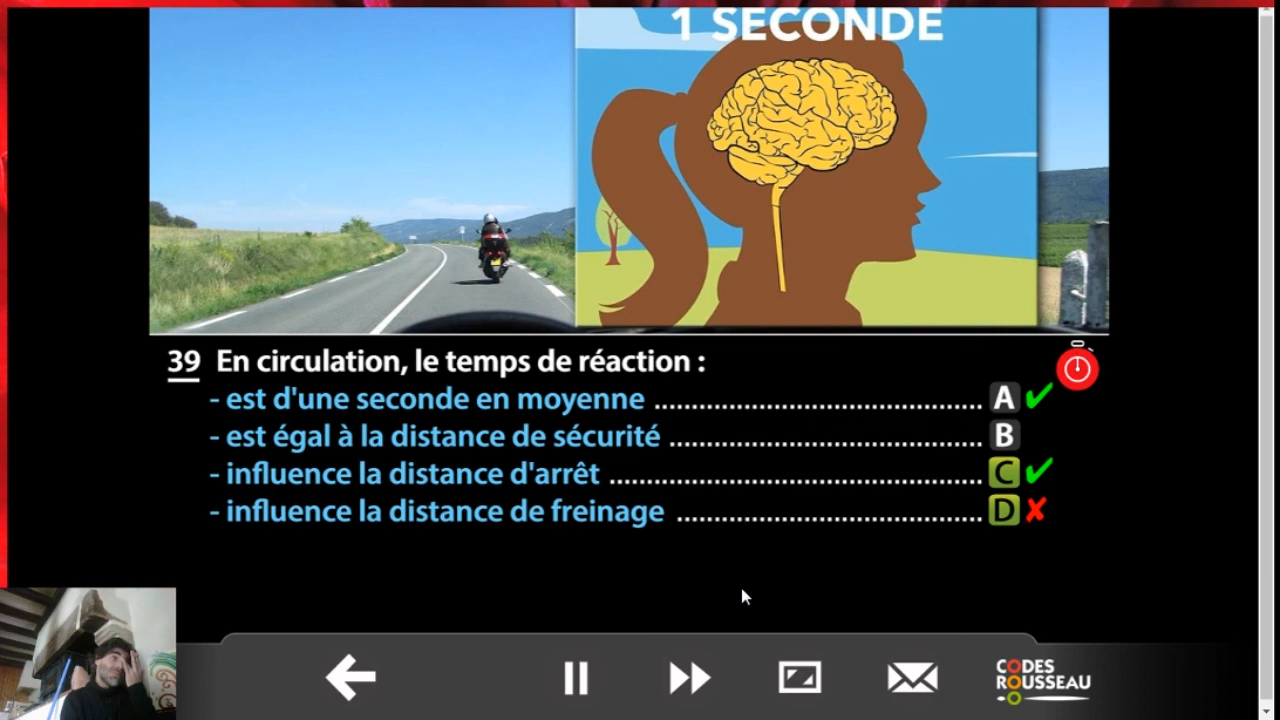 1 SECONDE
39 En circulation, le temps de réaction :
- est d'une seconde en moyenne ........................................... A
- est égal à la distance de sécurité ......................................... B
- influence la distance d'arrêt ................................................. C
- influence la distance de freinage ........................................ D
CODES
ROUSSEAU